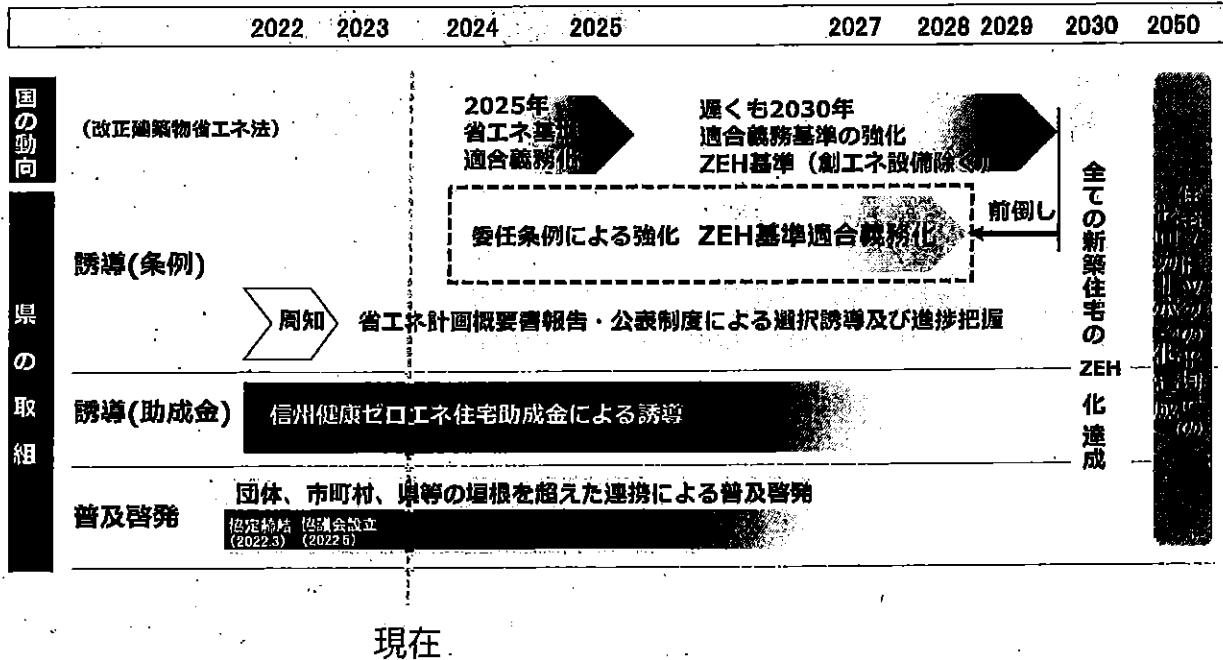 2022 2023 2024 2025 2027 2028 2029 2030 2050
国の動向
(改正建築物省エネ法)
2025年
省エネ基準
適合義務化
遅くも2030年
適合義務基準の強化
ZEH基準(創エネ設備除く)
県の取組
誘導(条例)
委任条例による強化 ZEH基準適合義務化
前倒し
周知
省エネ計画概要書報告・公表制度による選択誘導及び進捗把握
誘導(助成金)
信州健康ゼロエネ住宅助成金による誘導
普及啓発
団体、市町村、県等の垣根を超えた連携による普及啓発
協定締結 協議会設立
(2022.3) (2022.5)
全ての新築住宅のZEH化達成
現在